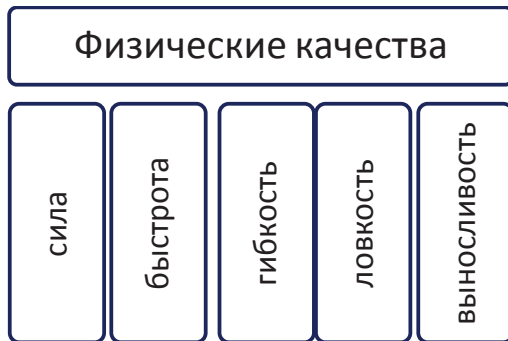 Физические качества
сила
быстрота
гибкость
ловкость
выносливость